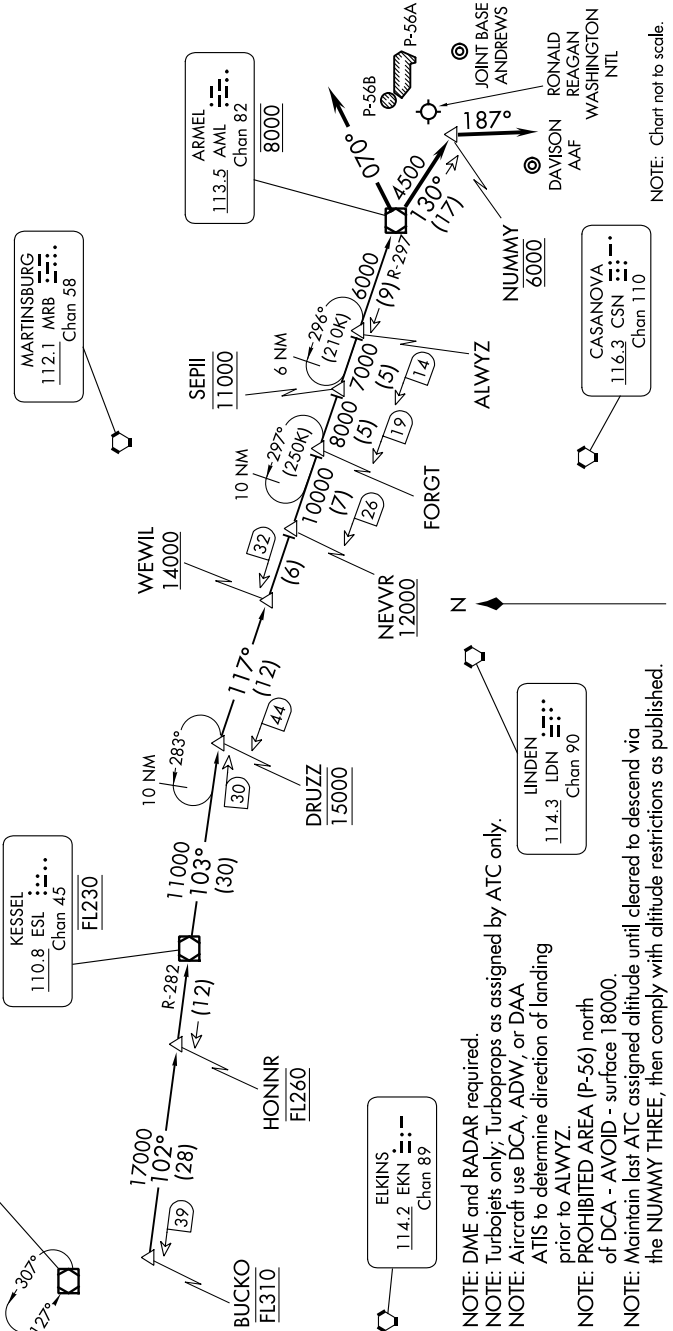 MARTINSBURG
112.1 MRB
Chan 58
ARMEL
113.5 AML
Chan 82
8000
070°
P-56B
P-56A
JOINT BASE
ANDREWS
RONALD
REAGAN
WASHINGTON
NTL
187°
DAVISON
AAF
4500
130°
(17)
NUMMY
6000
NOTE: Chart not to scale.
R-297
6000
(9)
296°
(210K)
6 NM
SEPII
11000
7000
(5)
14
ALWYZ
297°
(250K)
10 NM
8000
(5)
19
FORGT
10000
(7)
26
NEVVR
12000
WEWIL
14000
32
(6)
CASANOVA
116.3 CSN
Chan 110
N
117°
(12)
44
283°
10 NM
30
DRUZZ
15000
KESSEL
110.8 ESL
Chan 45
FL230
11000
103°
(30)
R-282
(12)
HONNR
FL260
17000
102°
(28)
39
BUCKO
FL310
307°
127°
LINDEN
114.3 LDN
Chan 90
ELKINS
114.2 EKN
Chan 89
NOTE: DME and RADAR required.
NOTE: Turbojets only; Turboprops as assigned by ATC only.
NOTE: Aircraft use DCA, ADW, or DAA
ATIS to determine direction of landing
prior to ALWYZ.
NOTE: PROHIBITED AREA (P-56) north
of DCA - AVOID - surface 18000.
NOTE: Maintain last ATC assigned altitude until cleared to descend via
the NUMMY THREE, then comply with altitude restrictions as published.